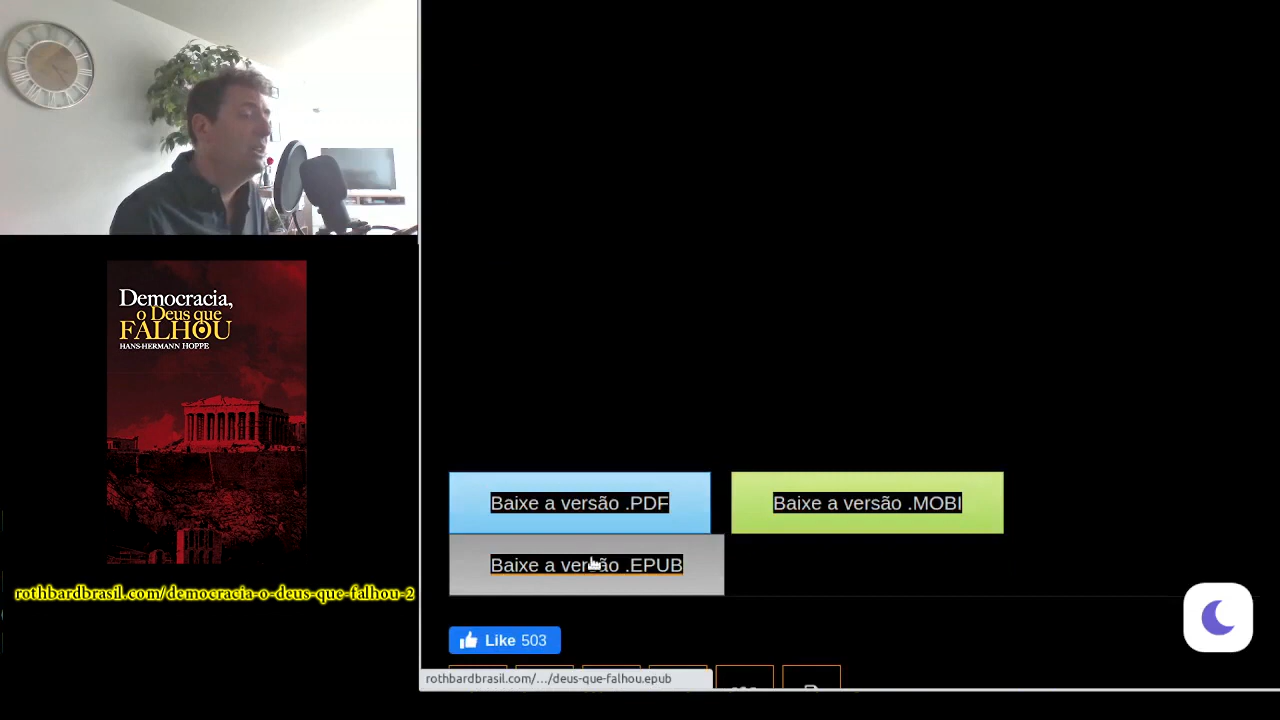 Democracia,
o Deus que
FALHOU
HANS-HERMANN HOPPE
rothbardbrasil.com/democracia-o-deus-que-falhou-2
Baixe a versão .PDF
Baixe a versão .MOBI
Baixe a versão .EPUB
Like 503
rothbardbrasil.com/…/deus-que-falhou.epub